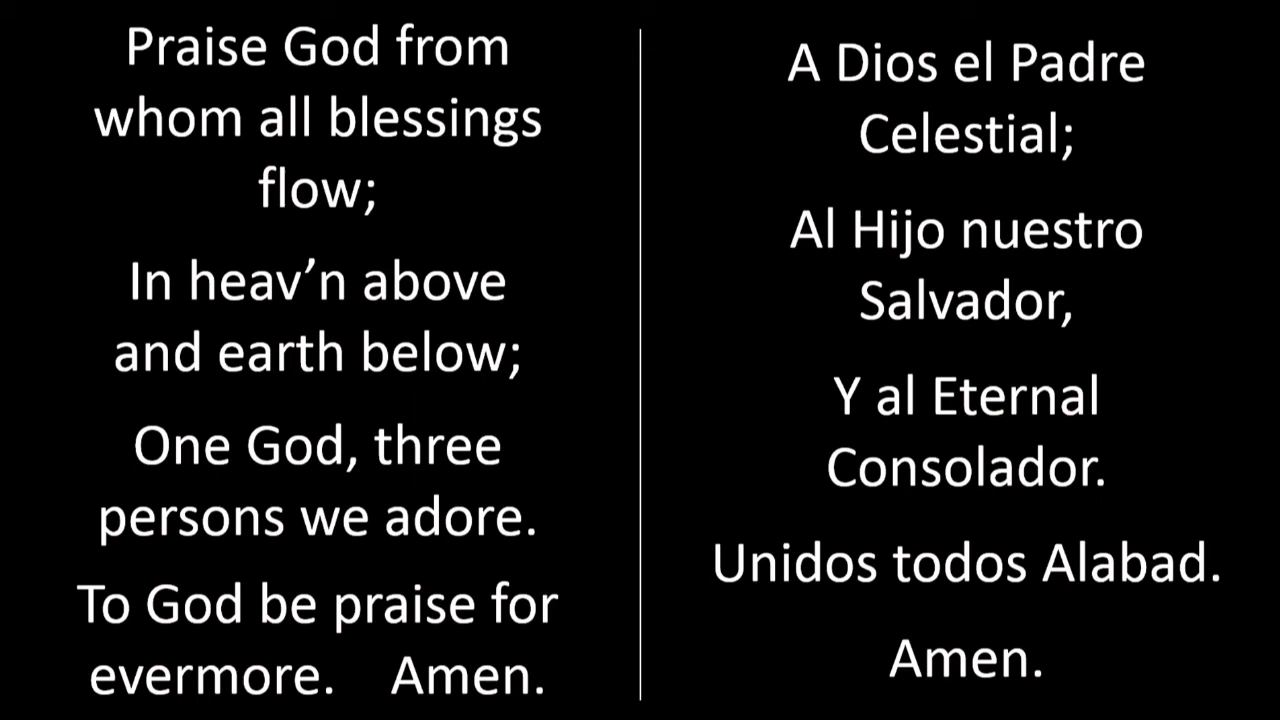 Praise God from
whom all blessings
flow;
In heav’n above
and earth below;
One God, three
persons we adore.
To God be praise for
evermore. Amen.
A Dios el Padre
Celestial;
Al Hijo nuestro
Salvador,
Y al Eternal
Consolador.
Unidos todos Alabad.
Amen.